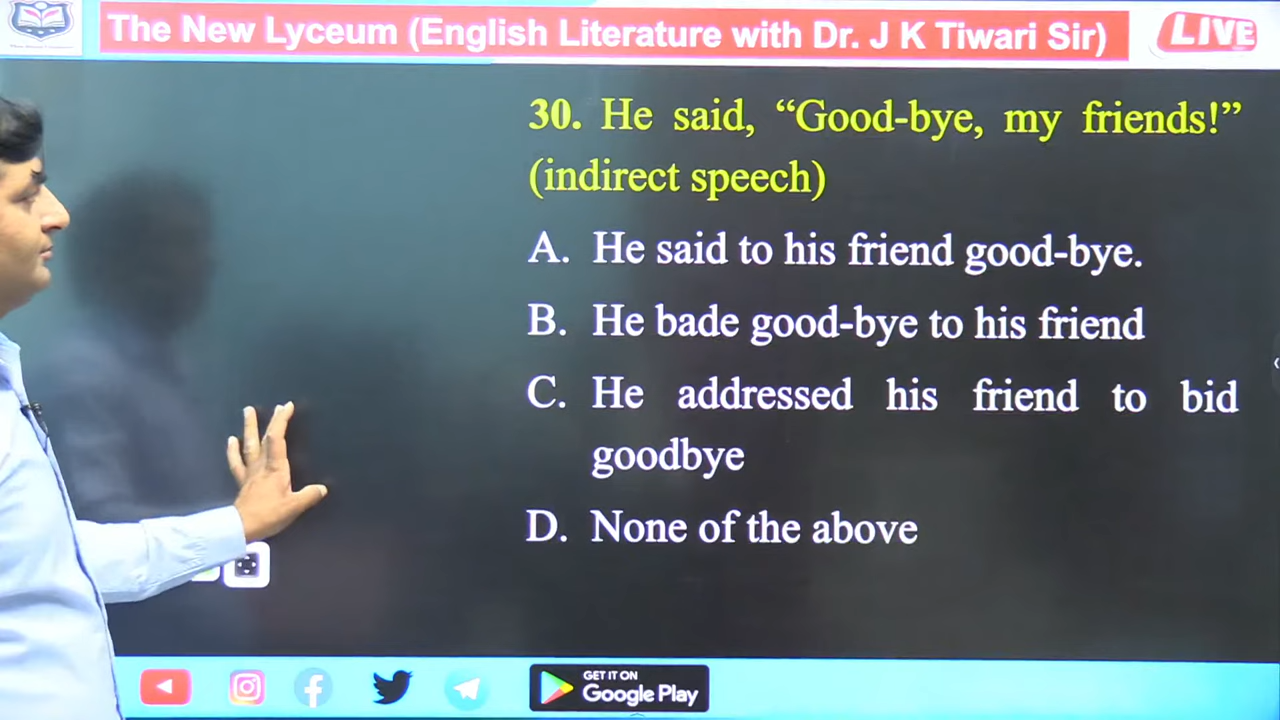 The New Lyceum (English Literature with Dr. J K Tiwari Sir)
LIVE
30. He said, “Good-bye, my friends!”
(indirect speech)
A. He said to his friend good-bye.
B. He bade good-bye to his friend
C. He addressed his friend to bid
goodbye
D. None of the above
GET IT ON
Google Play